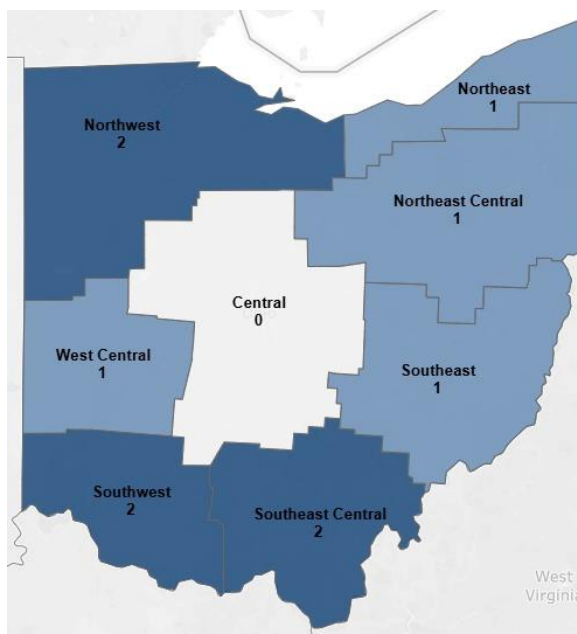 Northeast
1
Northwest
2
Northeast Central
1
Central
0
West Central
1
Southeast
1
Southwest
2
Southeast Central
2
West
Virginia